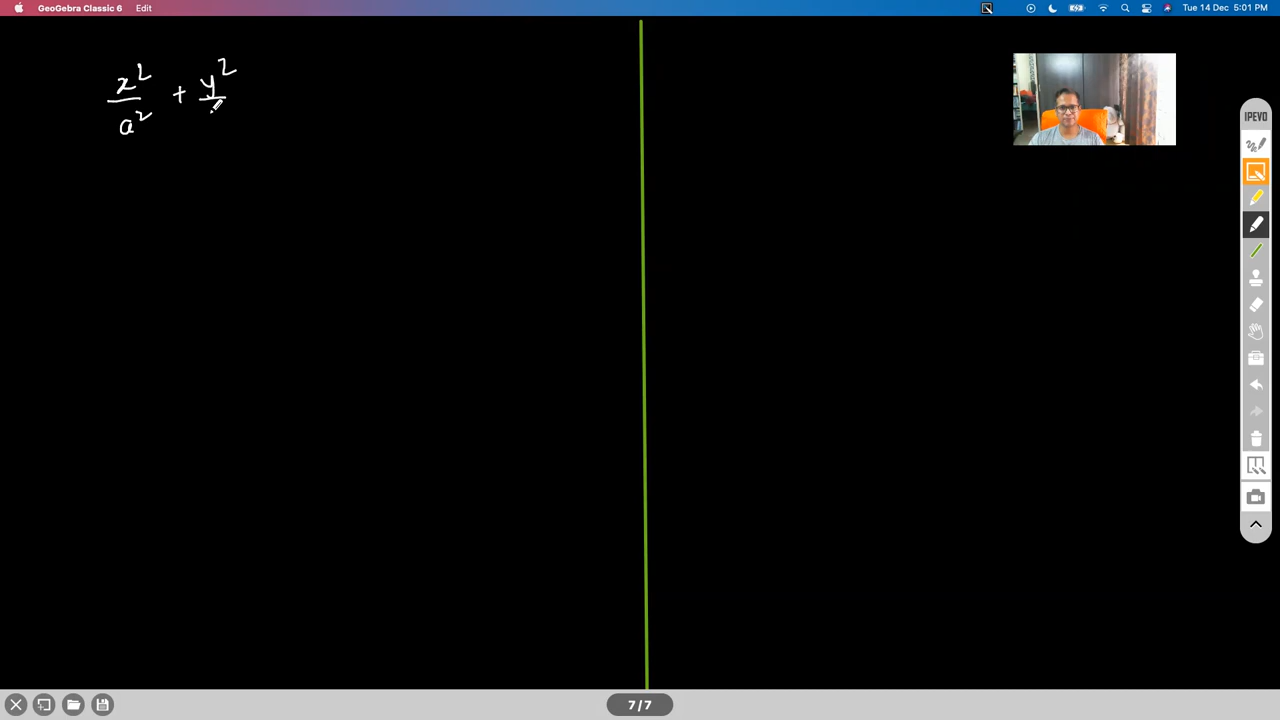 GeoGebra Classic 6 Edit Tue 14 Dec 5:01 PM
x²/a² + y²/
IPEVO
7/7